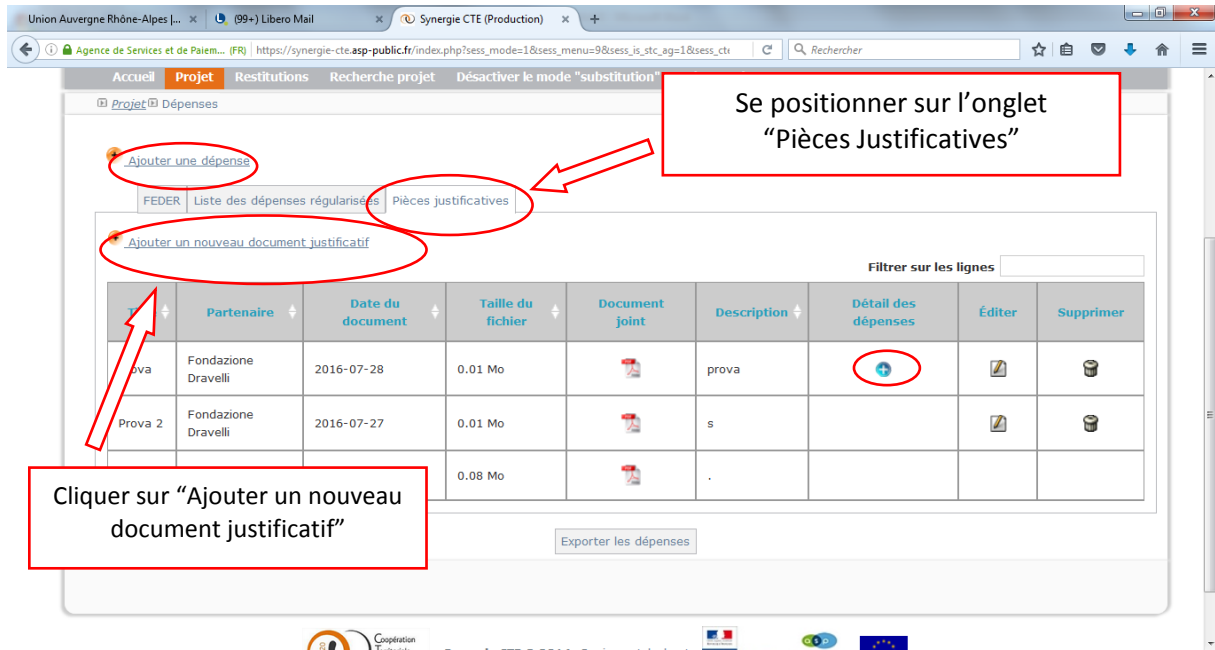 Union Auvergne Rhône-Alpes |...
(99+) Libero Mail
Synergie CTE (Production)
Agence de Services et de Paiem... (FR) https://synergie-cte.asp-public.fr/index.php?sess_mode=1&sess_menu=9&sess_is_stc_ag=1&sess_cte
Rechercher
Accueil Projet Restitutions Recherche projet Désactiver le mode "substitution"
Projet Dépenses
Se positionner sur l’onglet
“Pièces Justificatives”
Ajouter une dépense
FEDER Liste des dépenses régularisées Pièces justificatives
Ajouter un nouveau document justificatif
Filtrer sur les lignes
Partenaire Date du document Taille du fichier Document joint Description Détail des dépenses Éditer Supprimer
Fondazione Dravelli 2016-07-28 0.01 Mo prova
Prova 2 Fondazione Dravelli 2016-07-27 0.01 Mo s
0.08 Mo .
Cliquer sur “Ajouter un nouveau
document justificatif”
Exporter les dépenses
Coopération